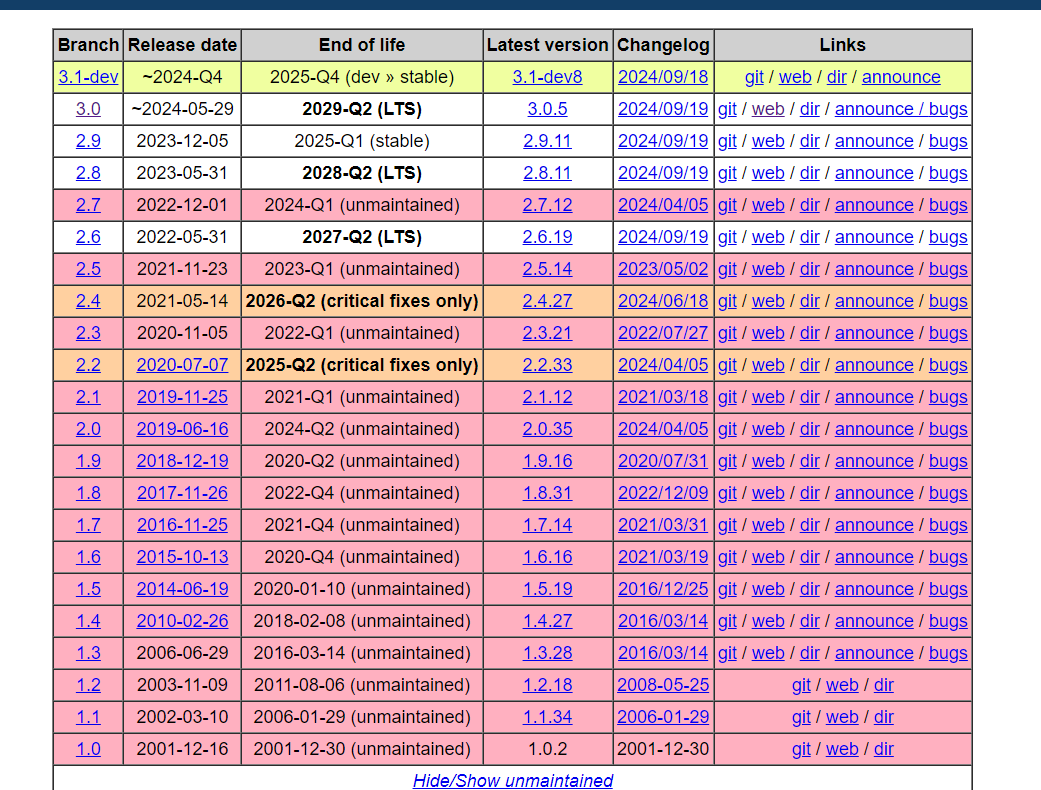 Branch Release date End of life Latest version Changelog Links
3.1-dev ~2024-Q4 2025-Q4 (dev » stable) 3.1-dev8 2024/09/18 git / web / dir / announce
3.0 ~2024-05-29 2029-Q2 (LTS) 3.0.5 2024/09/19 git / web / dir / announce / bugs
2.9 2023-12-05 2025-Q1 (stable) 2.9.11 2024/09/19 git / web / dir / announce / bugs
2.8 2023-05-31 2028-Q2 (LTS) 2.8.11 2024/09/19 git / web / dir / announce / bugs
2.7 2022-12-01 2024-Q1 (unmaintained) 2.7.12 2024/04/05 git / web / dir / announce / bugs
2.6 2022-05-31 2027-Q2 (LTS) 2.6.19 2024/09/19 git / web / dir / announce / bugs
2.5 2021-11-23 2023-Q1 (unmaintained) 2.5.14 2023/05/02 git / web / dir / announce / bugs
2.4 2021-05-14 2026-Q2 (critical fixes only) 2.4.27 2024/06/18 git / web / dir / announce / bugs
2.3 2020-11-05 2022-Q1 (unmaintained) 2.3.21 2022/07/27 git / web / dir / announce / bugs
2.2 2020-07-07 2025-Q2 (critical fixes only) 2.2.33 2024/04/05 git / web / dir / announce / bugs
2.1 2019-11-25 2021-Q1 (unmaintained) 2.1.12 2021/03/18 git / web / dir / announce / bugs
2.0 2019-06-16 2024-Q2 (unmaintained) 2.0.35 2024/04/05 git / web / dir / announce / bugs
1.9 2018-12-19 2020-Q2 (unmaintained) 1.9.16 2020/07/31 git / web / dir / announce / bugs
1.8 2017-11-26 2022-Q4 (unmaintained) 1.8.31 2022/12/09 git / web / dir / announce / bugs
1.7 2016-11-25 2021-Q4 (unmaintained) 1.7.14 2021/03/31 git / web / dir / announce / bugs
1.6 2015-10-13 2020-Q4 (unmaintained) 1.6.16 2021/03/19 git / web / dir / announce / bugs
1.5 2014-06-19 2020-01-10 (unmaintained) 1.5.19 2016/12/25 git / web / dir / announce / bugs
1.4 2010-02-26 2018-02-08 (unmaintained) 1.4.27 2016/03/14 git / web / dir / announce / bugs
1.3 2006-06-29 2016-03-14 (unmaintained) 1.3.28 2016/03/14 git / web / dir / announce / bugs
1.2 2003-11-09 2011-08-06 (unmaintained) 1.2.18 2008-05-25 git / web / dir
1.1 2002-03-10 2006-01-29 (unmaintained) 1.1.34 2006-01-29 git / web / dir
1.0 2001-12-16 2001-12-30 (unmaintained) 1.0.2 2001-12-30 git / web / dir
Hide/Show unmaintained